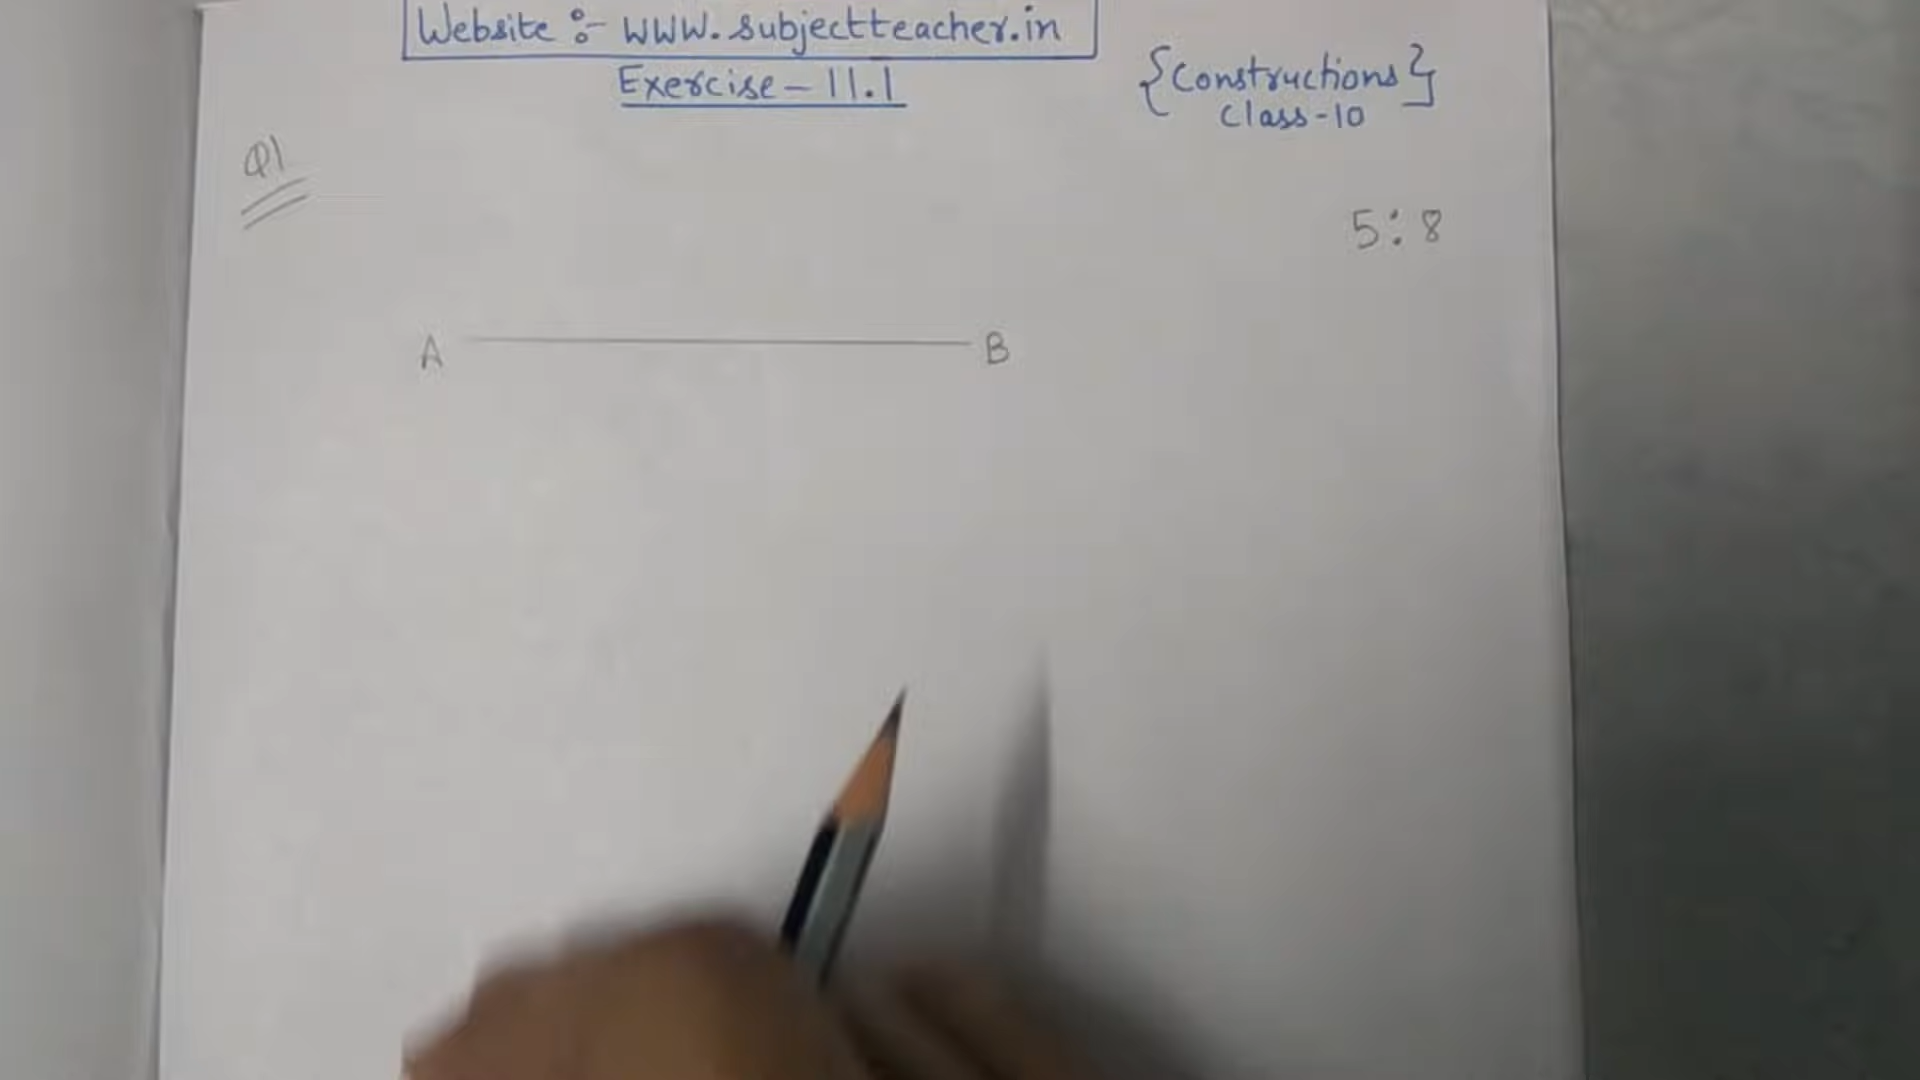 Website :- www.subjectteacher.in
Exercise - 11.1
{Constructions}
Class-10
Q1
5:8
A B